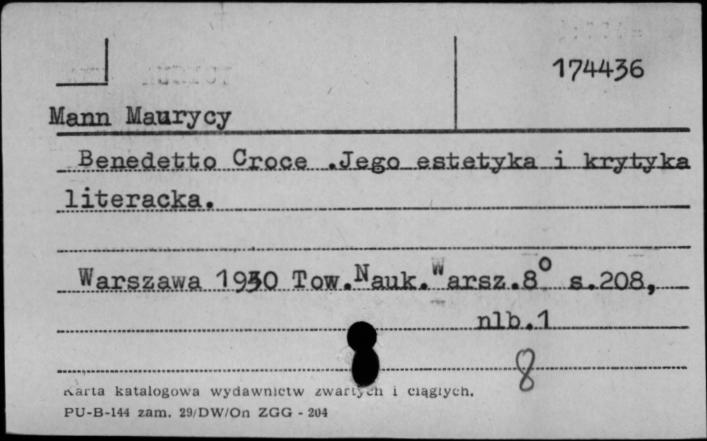 174436
Mann Maurycy
Benedetto Croce .Jego estetyka i krytyka
literacka.
Warszawa 1930 Tow.Nauk.Warsz.8° s.208,
nlb.1
8
Karta katalogowa wydawnictw zwartych i ciągłych.
PU-B-144 zam. 29/DW/On ZGG - 204